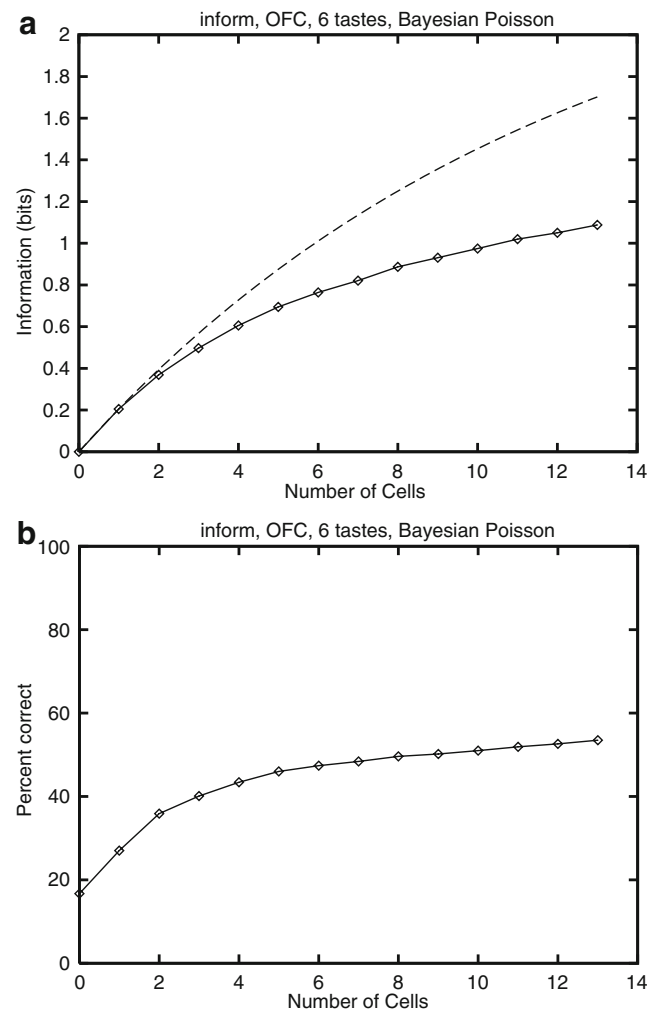 a
inform, OFC, 6 tastes, Bayesian Poisson
2
1.8
1.6
1.4
1.2
1
0.8
0.6
0.4
0.2
0
Information (bits)
0 2 4 6 8 10 12 14
Number of Cells
b
inform, OFC, 6 tastes, Bayesian Poisson
100
80
60
40
20
0
Percent correct
0 2 4 6 8 10 12 14
Number of Cells